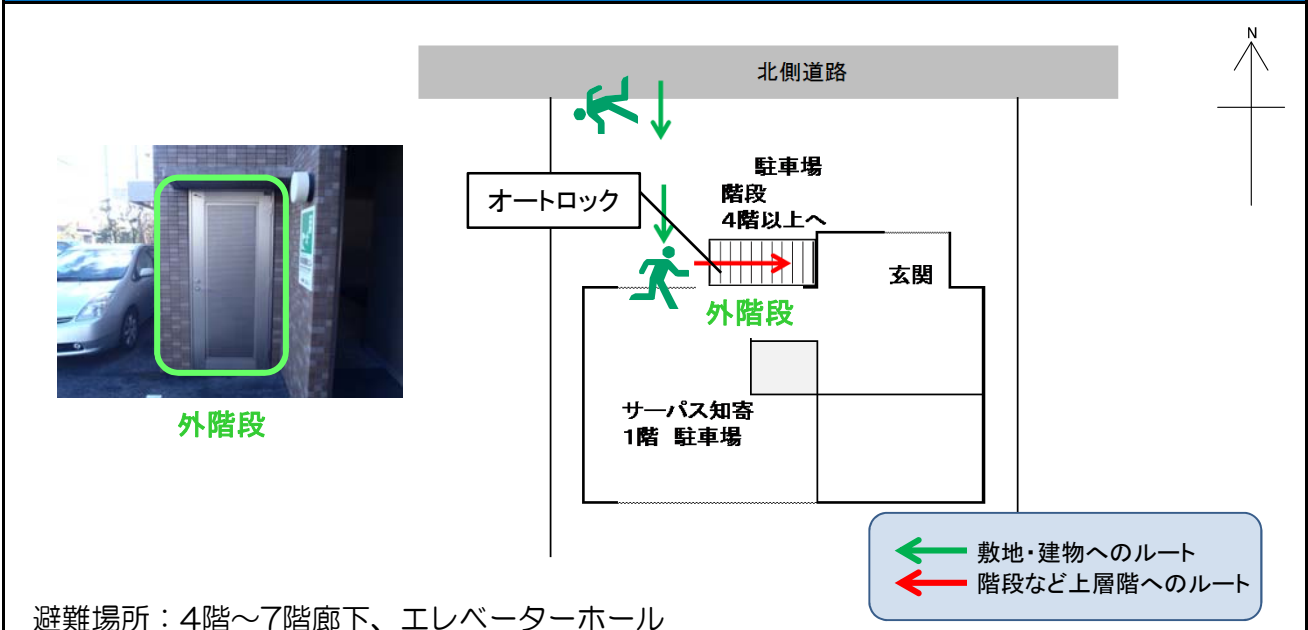 北側道路
N
駐車場
階段
4階以上へ
オートロック
玄関
外階段
外階段
サーパス知寄
1階 駐車場
敷地・建物へのルート
階段など上層階へのルート
避難場所：4階～7階廊下、エレベーターホール